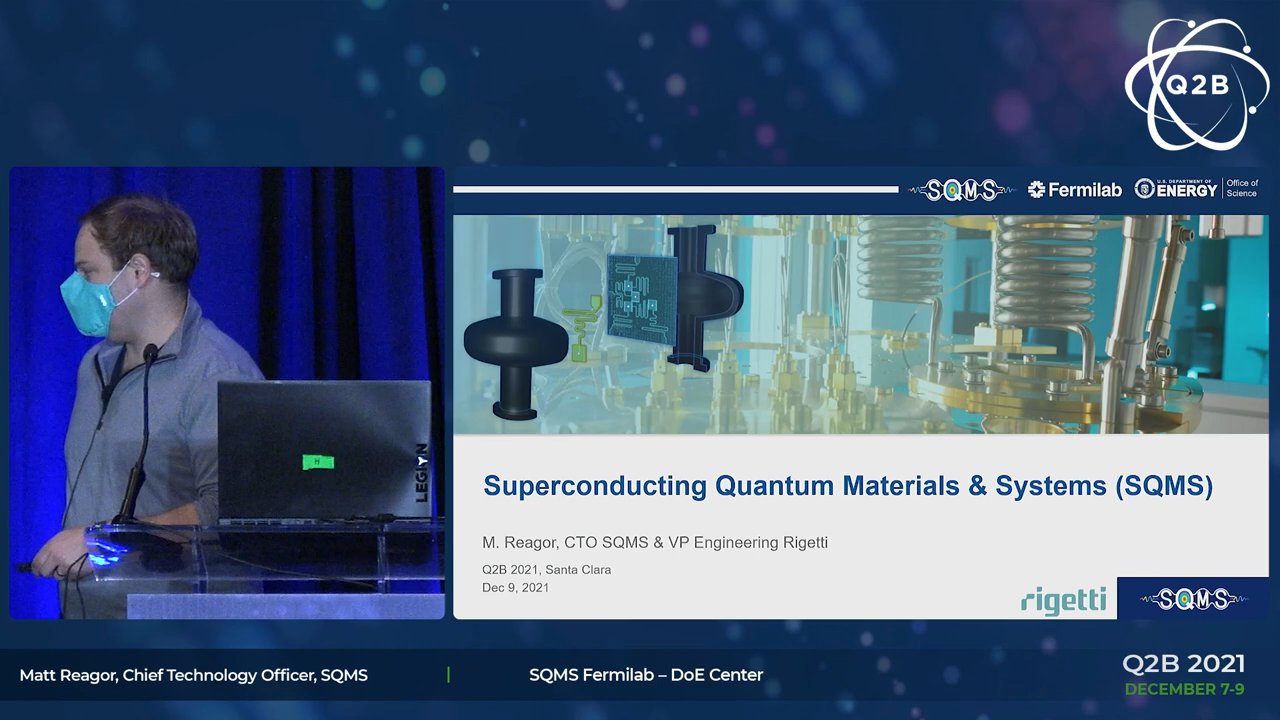 Q2B
SQMS
Fermilab
U.S. DEPARTMENT OF
ENERGY
Office of
Science
LEGION
H
Superconducting Quantum Materials & Systems (SQMS)
M. Reagor, CTO SQMS & VP Engineering Rigetti
Q2B 2021, Santa Clara
Dec 9, 2021
rigetti
SQMS
Matt Reagor, Chief Technology Officer, SQMS
SQMS Fermilab – DoE Center
Q2B 2021
DECEMBER 7-9